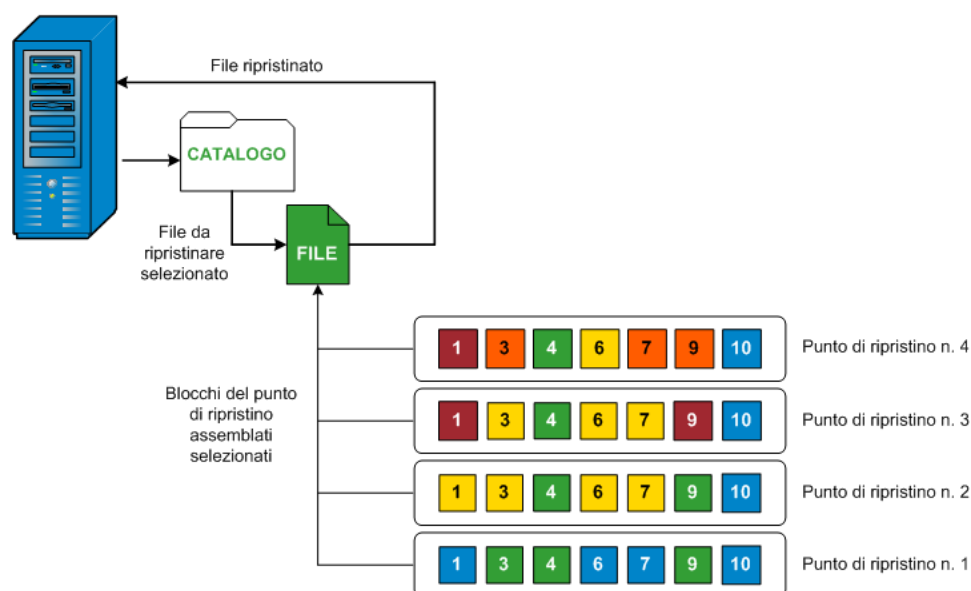 File ripristinato
CATALOGO
File da
ripristinare
selezionato
FILE
Blocchi del punto
di ripristino
assemblati
selezionati
1 3 4 6 7 9 10 Punto di ripristino n. 4
1 3 4 6 7 9 10 Punto di ripristino n. 3
1 3 4 6 7 9 10 Punto di ripristino n. 2
1 3 4 6 7 9 10 Punto di ripristino n. 1